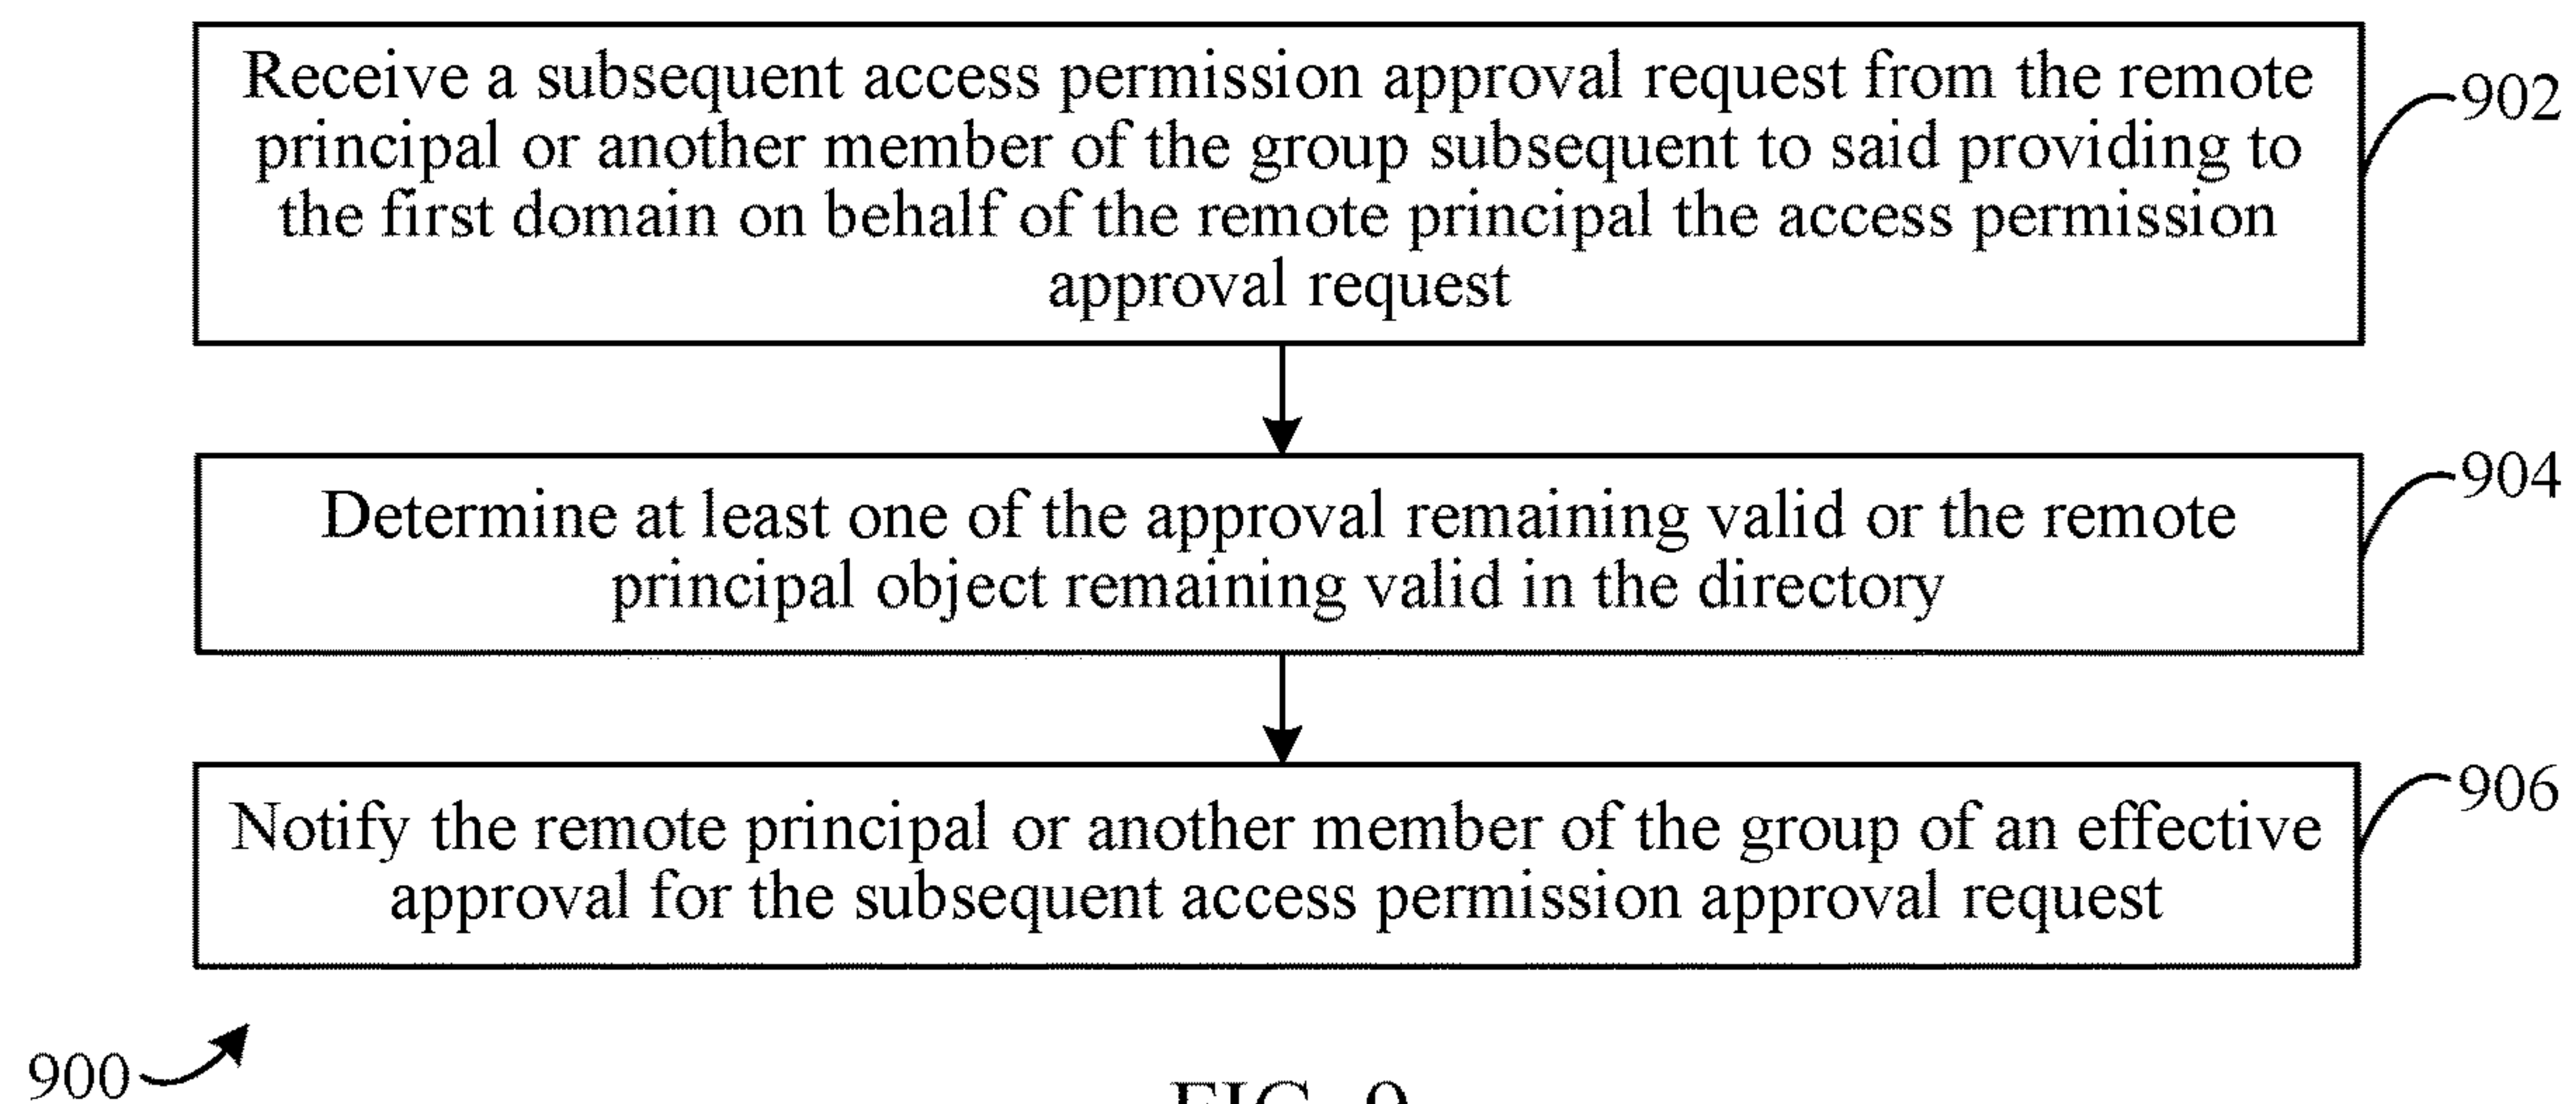 Receive a subsequent access permission approval request from the remote
principal or another member of the group subsequent to said providing to
the first domain on behalf of the remote principal the access permission
approval request
902
Determine at least one of the approval remaining valid or the remote
principal object remaining valid in the directory
904
Notify the remote principal or another member of the group of an effective
approval for the subsequent access permission approval request
906
900
FIG. 9